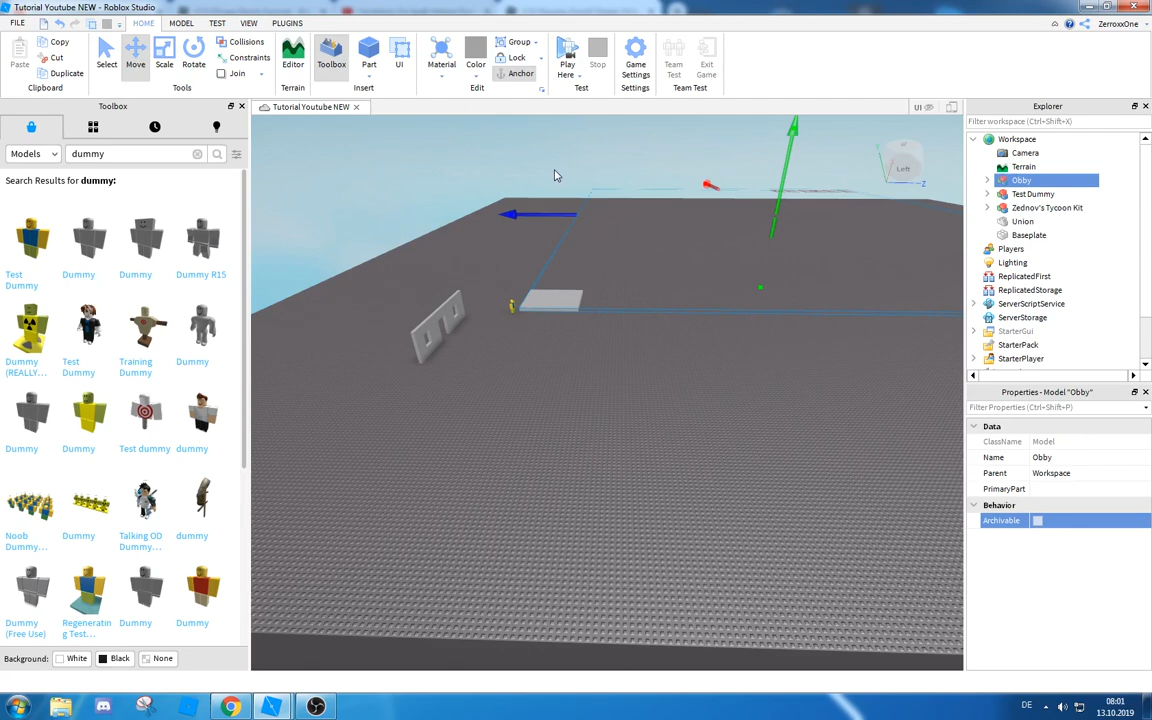 Tutorial Youtube NEW - Roblox Studio
FILE HOME MODEL TEST VIEW PLUGINS
ZerroxOne
Paste
Copy
Cut
Duplicate
Clipboard
Select Move Scale Rotate
Collisions
Constraints
Join
Tools
Editor
Terrain
Toolbox Part UI
Insert
Material Color
Group
Lock
Anchor
Edit
Play
Here
Stop
Test
Game
Settings
Settings
Team
Test
Exit
Game
Team Test
Toolbox
Tutorial Youtube NEW
UI
Models
dummy
Search Results for dummy:
Test
Dummy
Dummy
Dummy
Dummy R15
Dummy
(REALLY...
Test
Dummy
Training
Dummy
Dummy
Dummy
Dummy
Test dummy
dummy
Noob
Dummy...
Dummy
Talking OD
Dummy...
dummy
Dummy
(Free Use)
Regeneratin
g Test...
Dummy
Dummy
Background: White Black None
Left
Y
Z
Explorer
Filter workspace (Ctrl+Shift+X)
Workspace
Camera
Terrain
Obby
Test Dummy
Zednov's Tycoon Kit
Union
Baseplate
Players
Lighting
ReplicatedFirst
ReplicatedStorage
ServerScriptService
ServerStorage
StarterGui
StarterPack
StarterPlayer
Properties - Model "Obby"
Filter Properties (Ctrl+Shift+P)
Data
ClassName Model
Name Obby
Parent Workspace
PrimaryPart
Behavior
Archivable
DE
08:01
13.10.2019